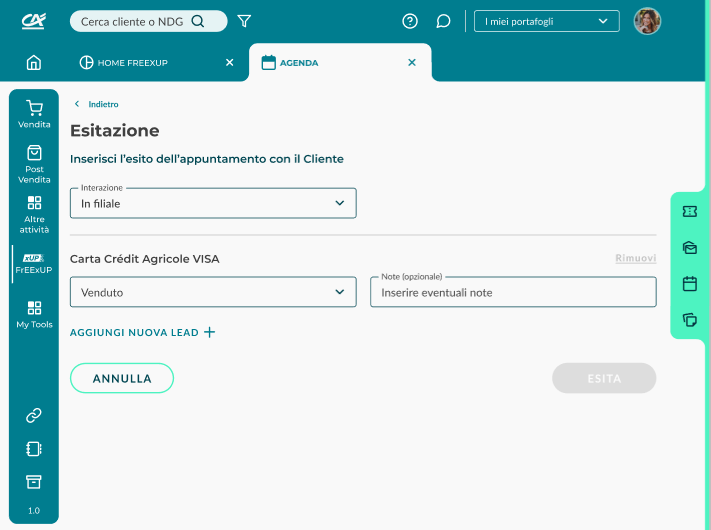 CA
Cerca cliente o NDG
I miei portafogli
HOME FREEXUP
AGENDA
Vendita
Post
Vendita
Altre
attività
xUP
FrEExUP
My Tools
1.0
Indietro
Esitazione
Inserisci l'esito dell'appuntamento con il Cliente
Interazione
In filiale
Carta Crédit Agricole VISA
Rimuovi
Venduto
Note (opzionale)
Inserire eventuali note
AGGIUNGI NUOVA LEAD
ANNULLA
ESITA